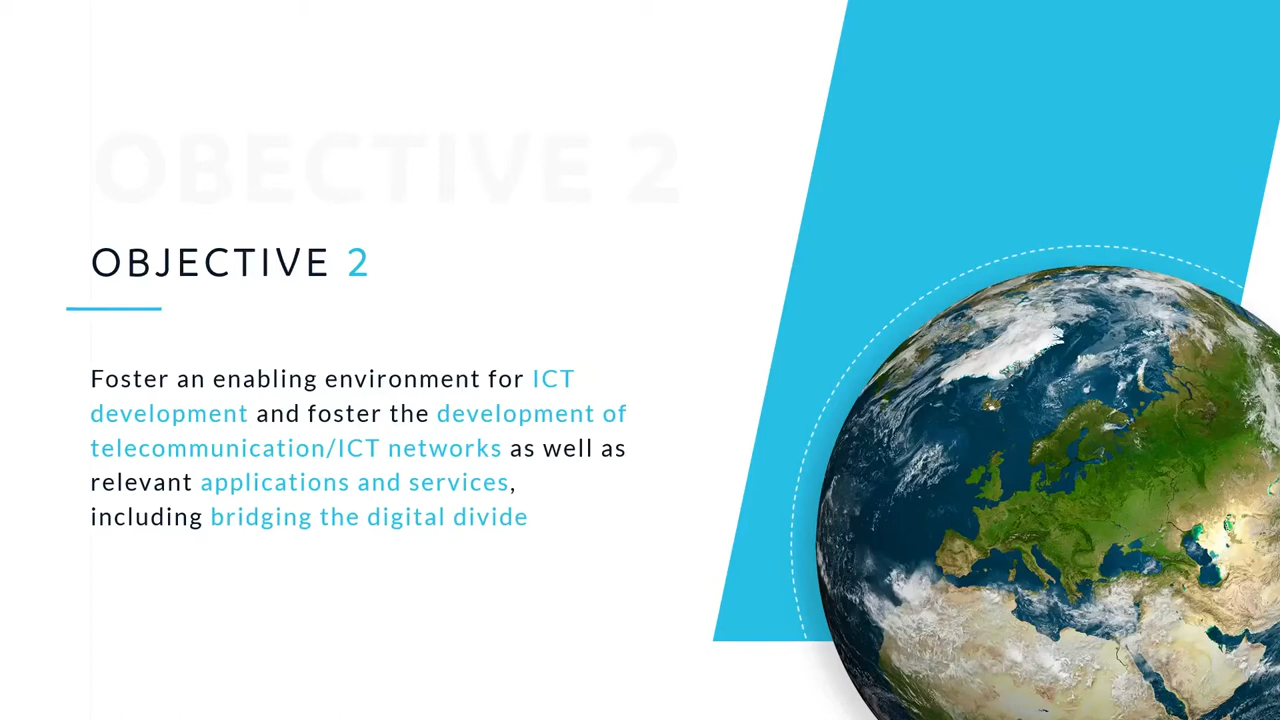 OBECTIVE 2
OBJECTIVE 2
Foster an enabling environment for ICT
development and foster the development of
telecommunication/ICT networks as well as
relevant applications and services,
including bridging the digital divide